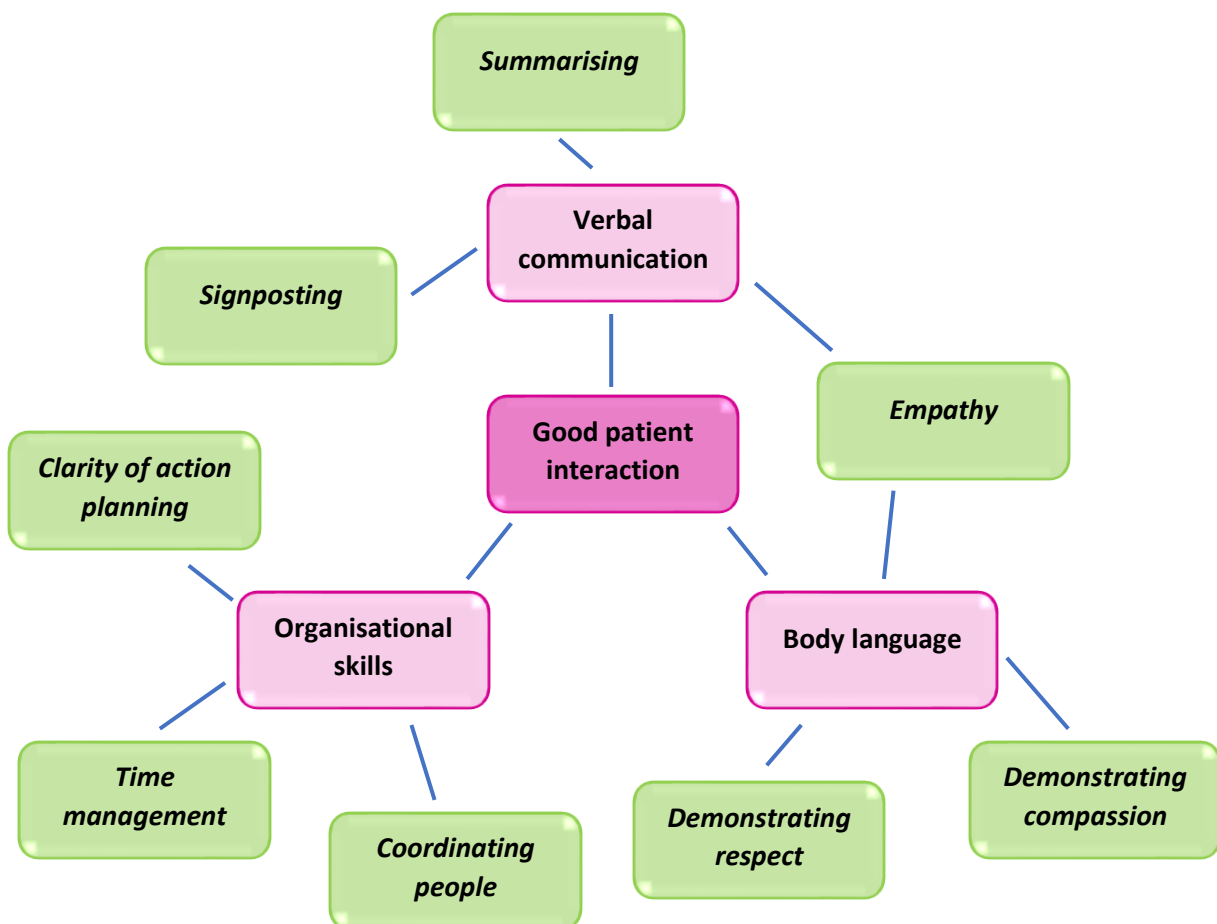 Summarising
Verbal
communication
Signposting
Good patient
interaction
Empathy
Clarity of action
planning
Organisational
skills
Body language
Time
management
Coordinating
people
Demonstrating
respect
Demonstrating
compassion